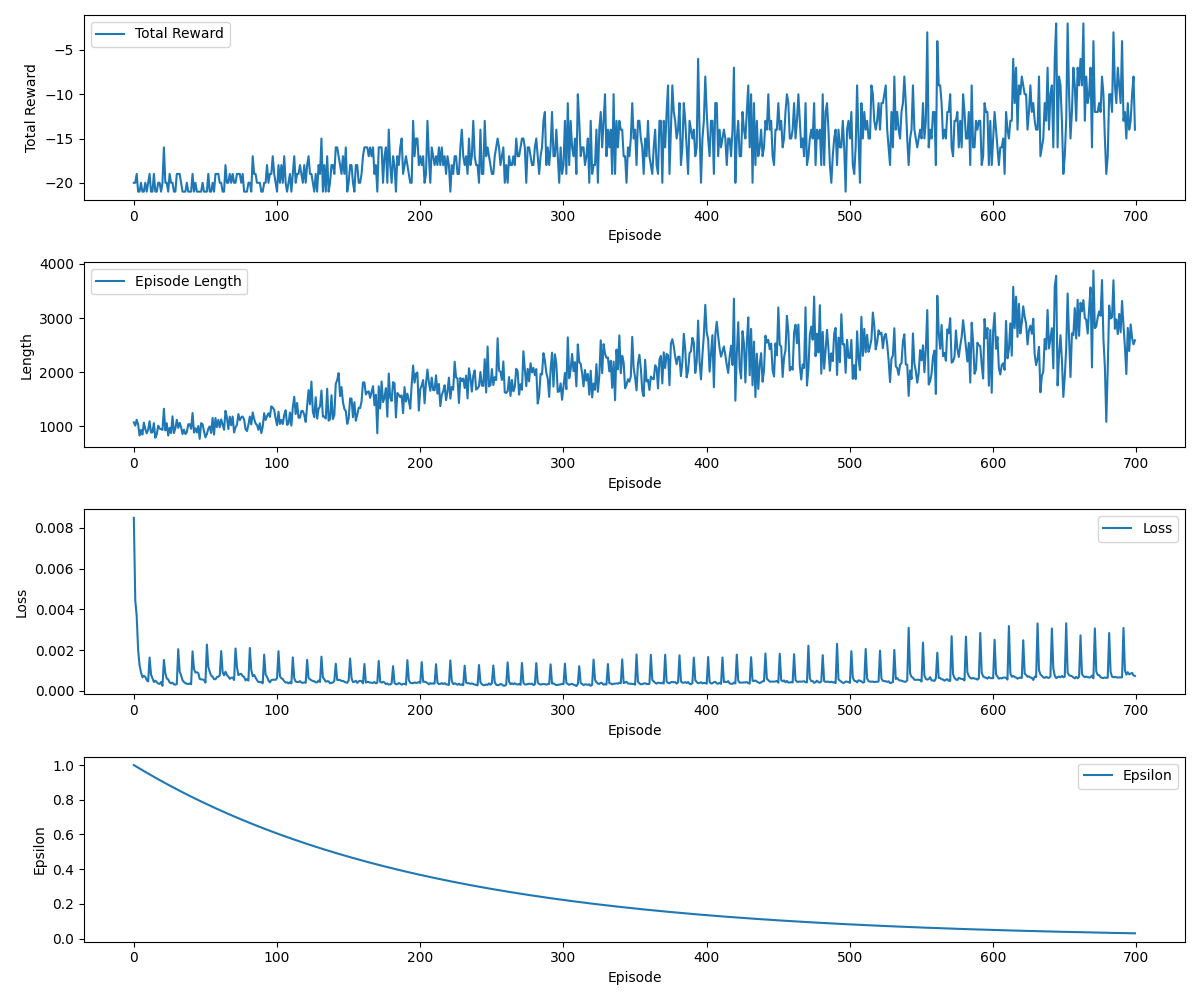 Total Reward
Total Reward
−5
−10
−15
−20
0 100 200 300 400 500 600 700
Episode
Episode Length
Length
4000
3000
2000
1000
0 100 200 300 400 500 600 700
Episode
Loss
Loss
0.008
0.006
0.004
0.002
0.000
0 100 200 300 400 500 600 700
Episode
Epsilon
Epsilon
1.0
0.8
0.6
0.4
0.2
0.0
0 100 200 300 400 500 600 700
Episode